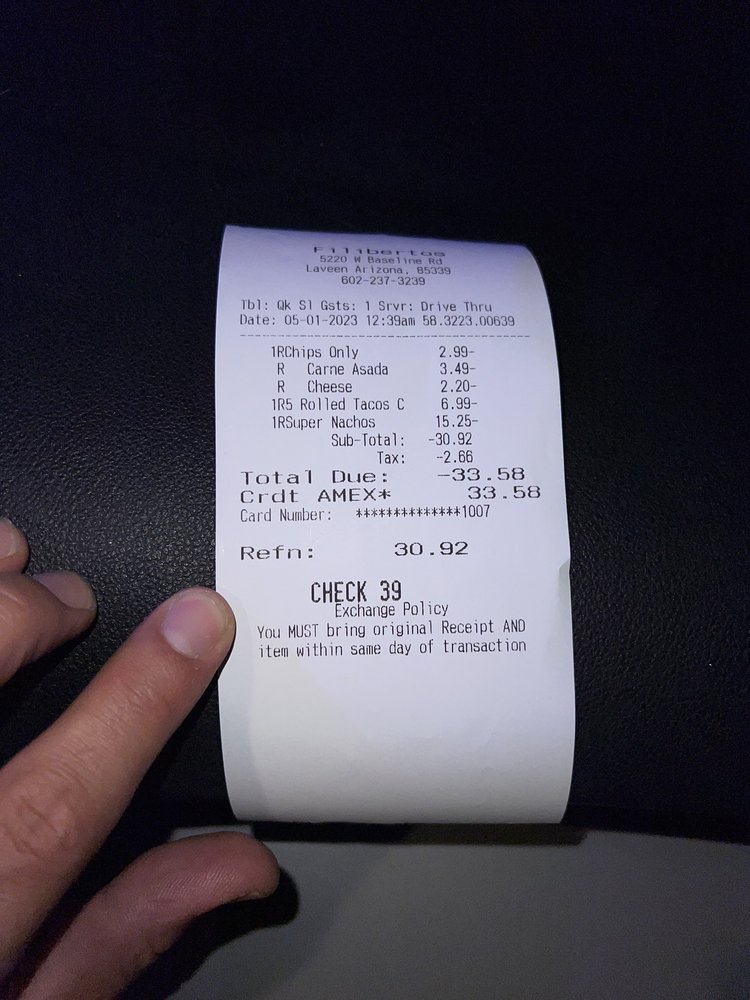 Filibertos
5220 W Baseline Rd
Laveen Arizona, 85339
602-237-3239
Tbl: Qk Sl Gsts: 1 Srvr: Drive Thru
Date: 05-01-2023 12:39am 58.3223.00639
1RChips Only 2.99-
R Carne Asada 3.49-
R Cheese 2.20-
1R5 Rolled Tacos C 6.99-
1RSuper Nachos 15.25-
Sub-Total: -30.92
Tax: -2.66
Total Due: -33.58
Crdt AMEX* 33.58
Card Number: **************1007
Refn: 30.92
CHECK 39
Exchange Policy
You MUST bring original Receipt AND
item within same day of transaction